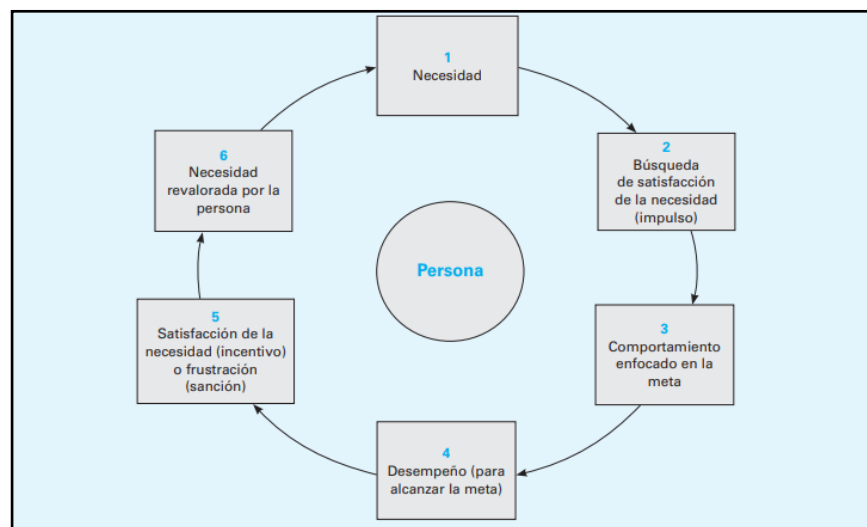 1
Necesidad
2
Búsqueda
de satisfacción
de la necesidad
(impulso)
3
Comportamiento
enfocado en la
meta
4
Desempeño (para
alcanzar la meta)
5
Satisfacción de la
necesidad (incentivo)
o frustración
(sanción)
6
Necesidad
revalorada por la
persona
Persona